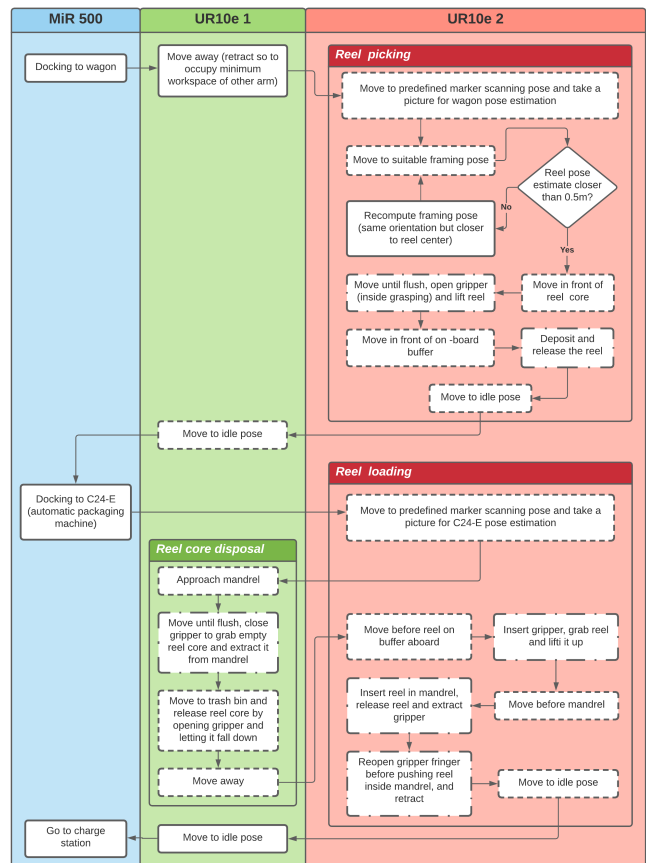 MiR 500
UR10e 1
UR10e 2
Docking to wagon
Move away (retract so to
occupy minimum
workspace of other arm)
Reel picking
Move to predefined marker scanning pose and take a
picture for wagon pose estimation
Move to suitable framing pose
Reel pose
estimate closer
than 0.5m?
No
Recompute framing pose
(same orientation but closer
to reel center)
Yes
Move until flush, open gripper
(inside grasping) and lift reel
Move in front of
reel core
Move in front of on -board
buffer
Deposit and
release the reel
Move to idle pose
Move to idle pose
Reel loading
Docking to C24-E
(automatic packaging
machine)
Move to predefined marker scanning pose and take a
picture for C24-E pose estimation
Reel core disposal
Approach mandrel
Move until flush, close
gripper to grab empty
reel core and extract it
from mandrel
Move before reel on
buffer aboard
Insert gripper, grab reel
and lifti it up
Move to trash bin and
release reel core by
opening gripper and
letting it fall down
Insert reel in mandrel,
release reel and extract
gripper
Move before mandrel
Move away
Reopen gripper fringer
before pushing reel
inside mandrel, and
retract
Move to idle pose
Go to charge
station
Move to idle pose